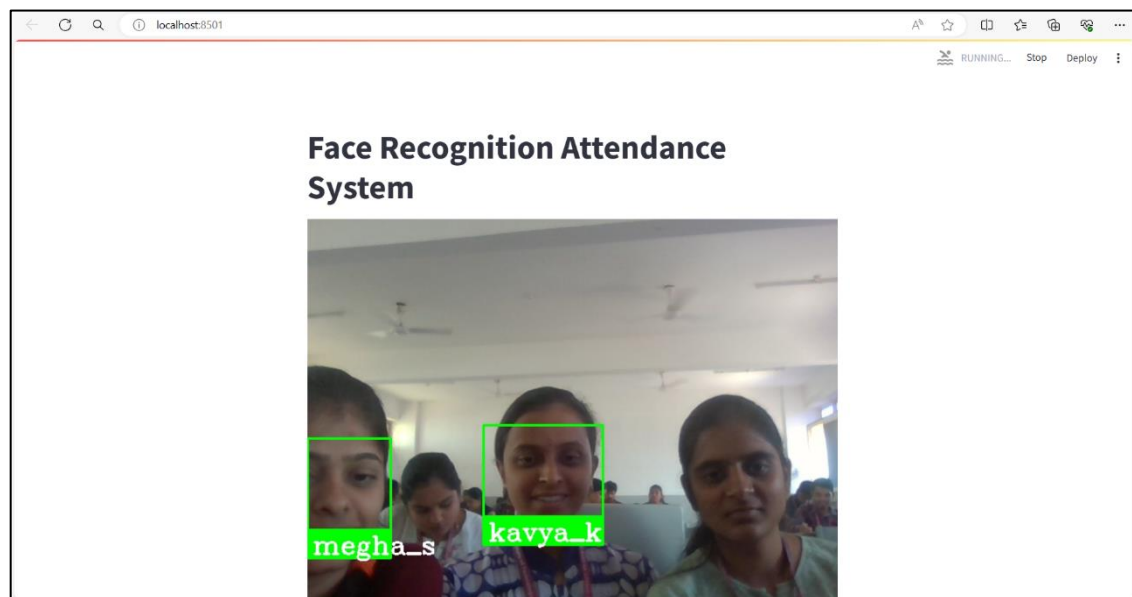 localhost:8501
RUNNING... Stop Deploy
Face Recognition Attendance
System
megha_s
kavya_k